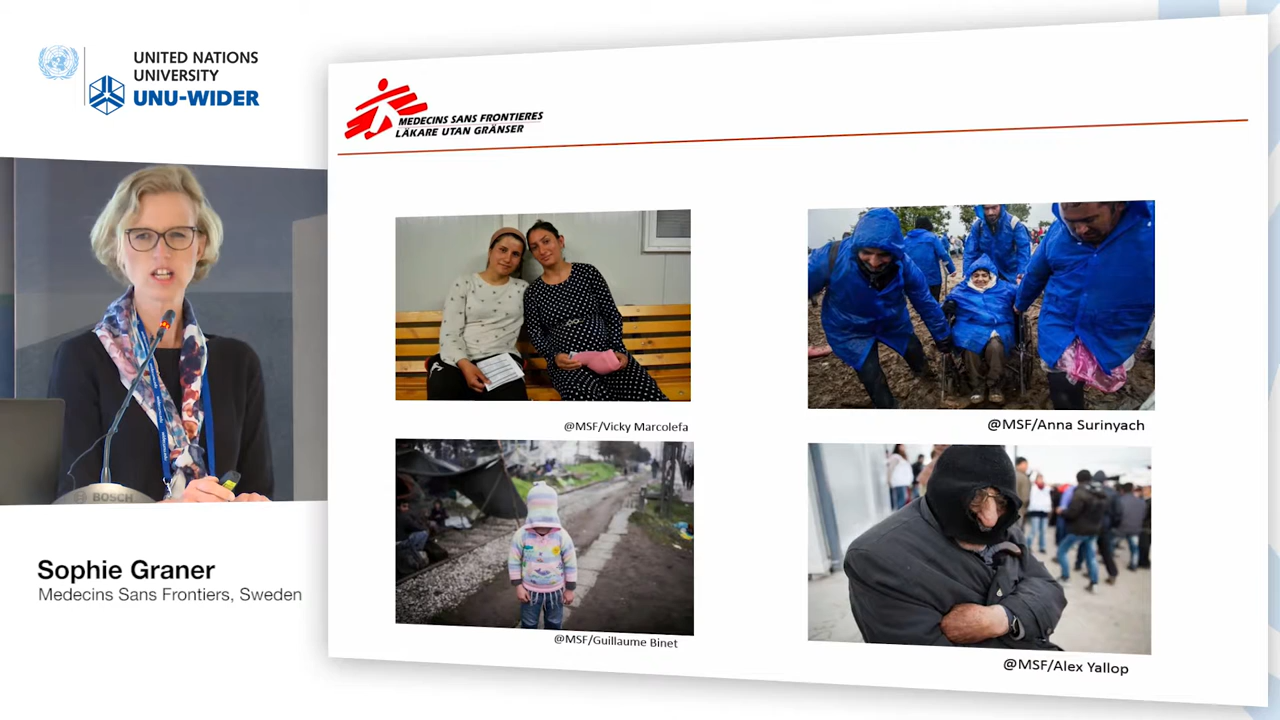 UNITED NATIONS
UNIVERSITY
UNU-WIDER
MEDECINS SANS FRONTIERES
LÄKARE UTAN GRÄNSER
@MSF/Vicky Marcolefa
@MSF/Anna Surinyach
@MSF/Guillaume Binet
@MSF/Alex Yallop
BOSCH
Sophie Graner
Medecins Sans Frontiers, Sweden